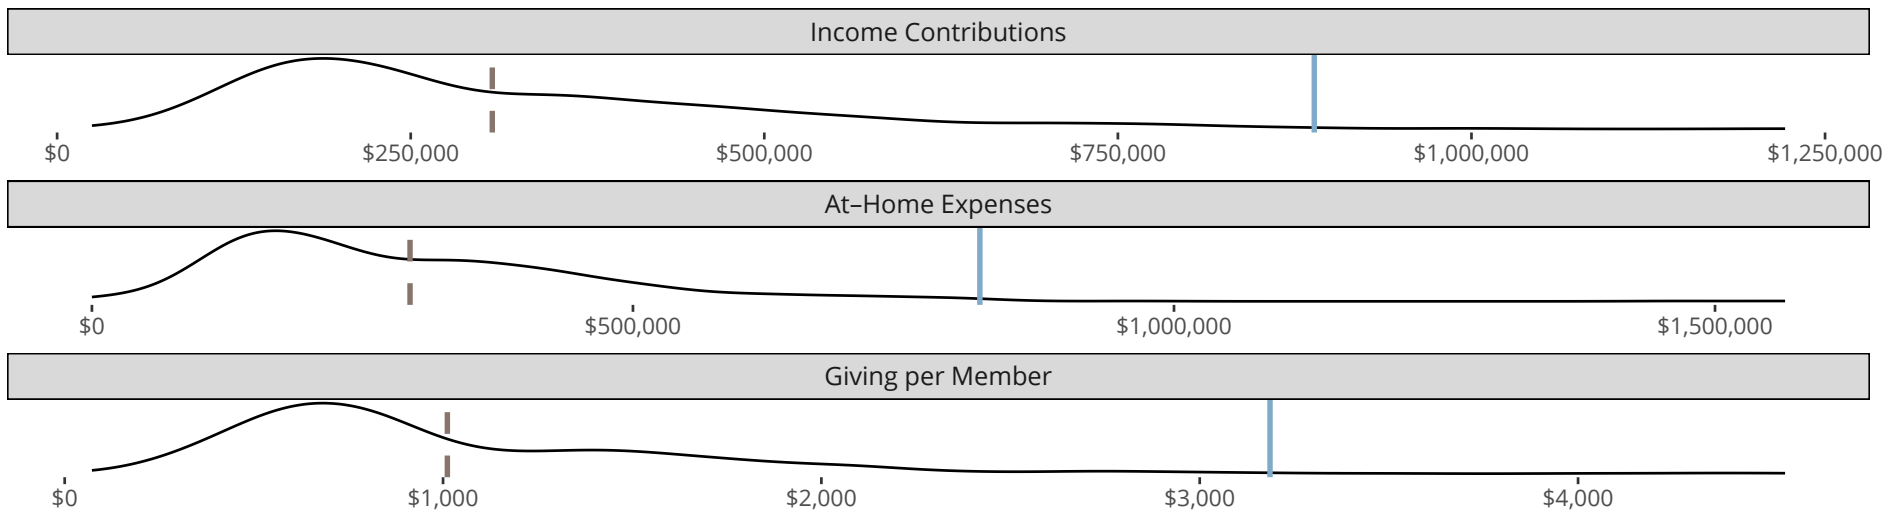 Income Contributions
$0 $250,000 $500,000 $750,000 $1,000,000 $1,250,000
At–Home Expenses
$0 $500,000 $1,000,000 $1,500,000
Giving per Member
$0 $1,000 $2,000 $3,000 $4,000